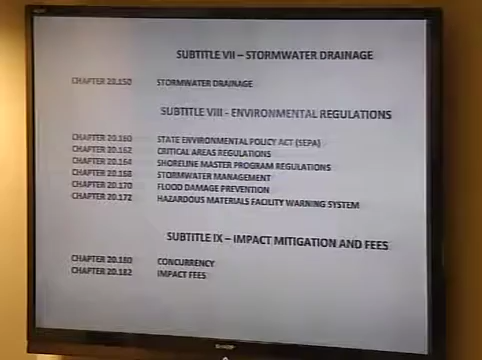 SUBTITLE VII – STORMWATER DRAINAGE
CHAPTER 20.150 STORMWATER DRAINAGE
SUBTITLE VIII - ENVIRONMENTAL REGULATIONS
CHAPTER 20.160 STATE ENVIRONMENTAL POLICY ACT (SEPA)
CHAPTER 20.162 CRITICAL AREAS REGULATIONS
CHAPTER 20.164 SHORELINE MASTER PROGRAM REGULATIONS
CHAPTER 20.168 STORMWATER MANAGEMENT
CHAPTER 20.170 FLOOD DAMAGE PREVENTION
CHAPTER 20.172 HAZARDOUS MATERIALS FACILITY WARNING SYSTEM
SUBTITLE IX – IMPACT MITIGATION AND FEES
CHAPTER 20.180 CONCURRENCY
CHAPTER 20.182 IMPACT FEES
SHARP